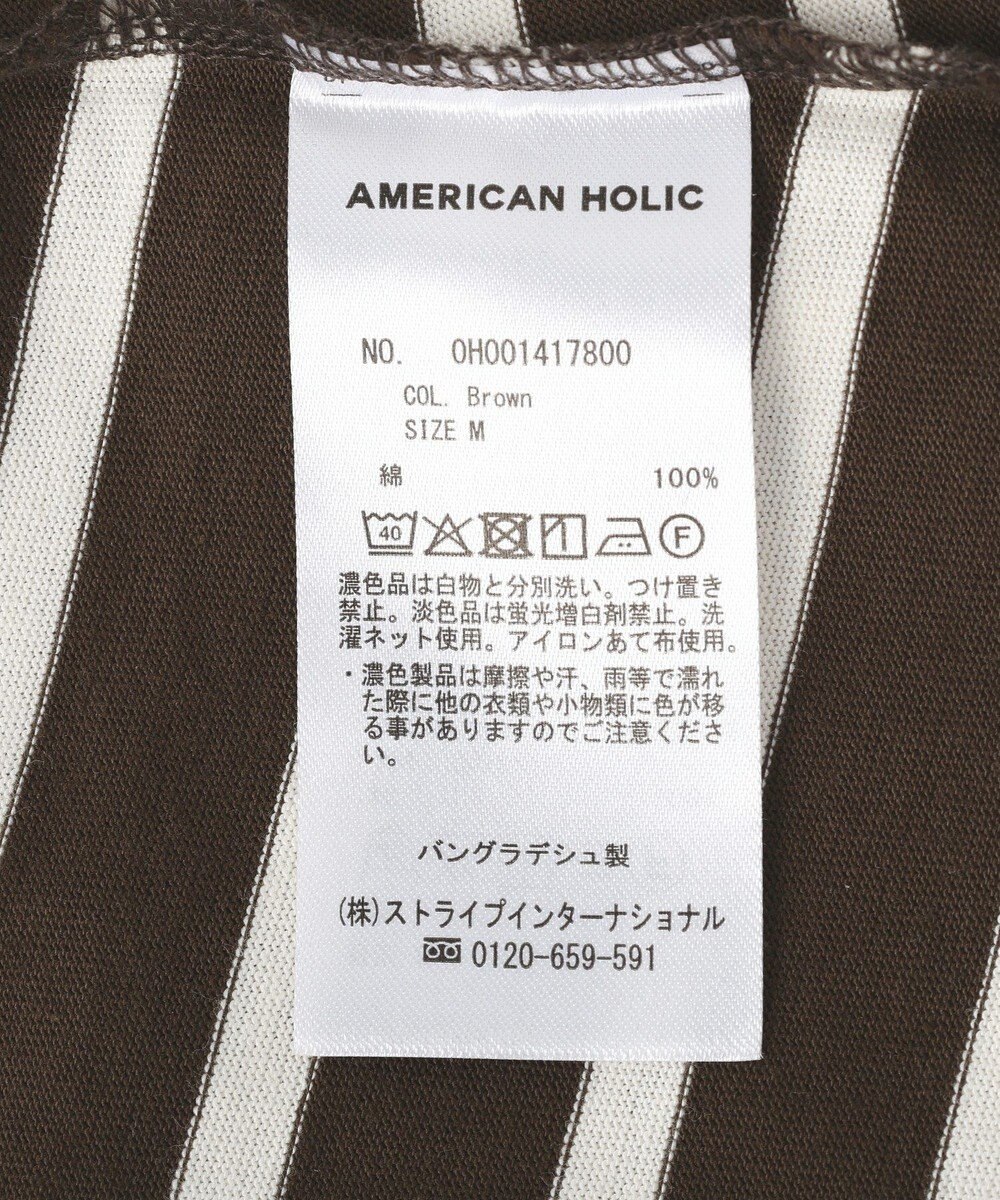 AMERICAN HOLIC
NO. 0H001417800
COL. Brown
SIZE M
綿 100%
40 F
濃色品は白物と分別洗い。つけ置き
禁止。淡色品は蛍光増白剤禁止。洗
濯ネット使用。アイロンあて布使用。
・濃色製品は摩擦や汗、雨等で濡れ
た際に他の衣類や小物類に色が移
る事がありますのでご注意くださ
い。
バングラデシュ製
(株)ストライプインターナショナル
0120-659-591